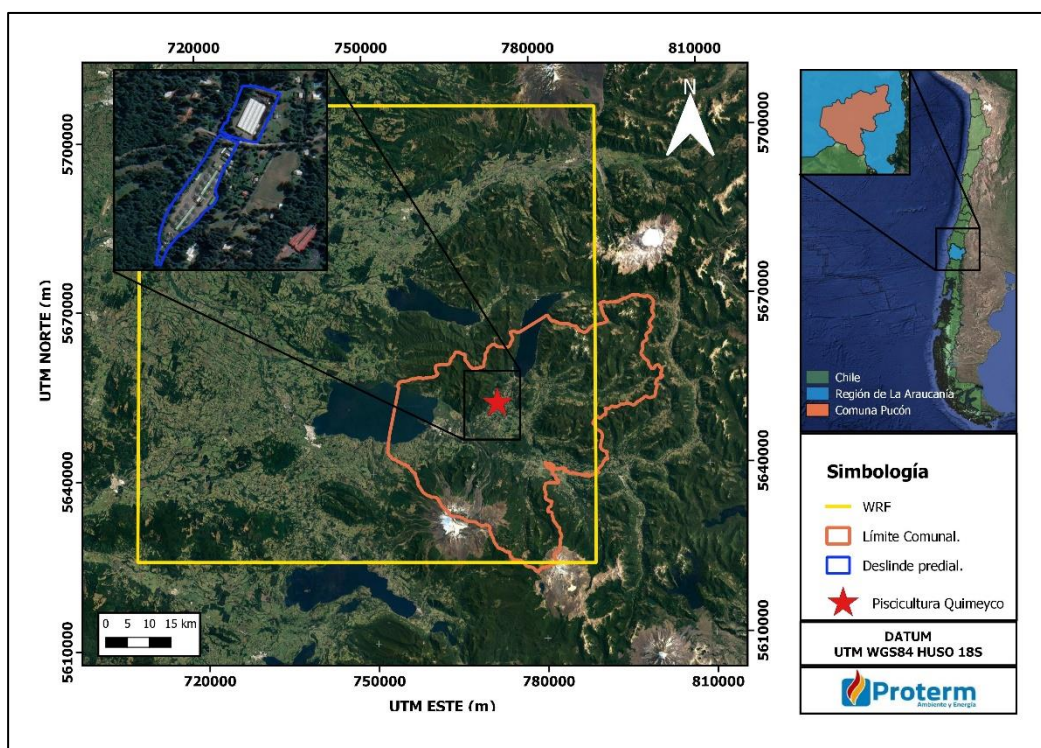 720000
750000
780000
810000
UTM NORTE (m)
5700000
5670000
5640000
5610000
5700000
5670000
5640000
5610000
N
0 5 10 15 km
720000
750000
780000
810000
UTM ESTE (m)
Chile
Región de La Araucanía
Comuna Pucón
Simbología
WRF
Límite Comunal.
Deslinde predial.
Piscicultura Quimeyco
DATUM
UTM WGS84 HUSO 18S
Proterm
Ambiente y Energía